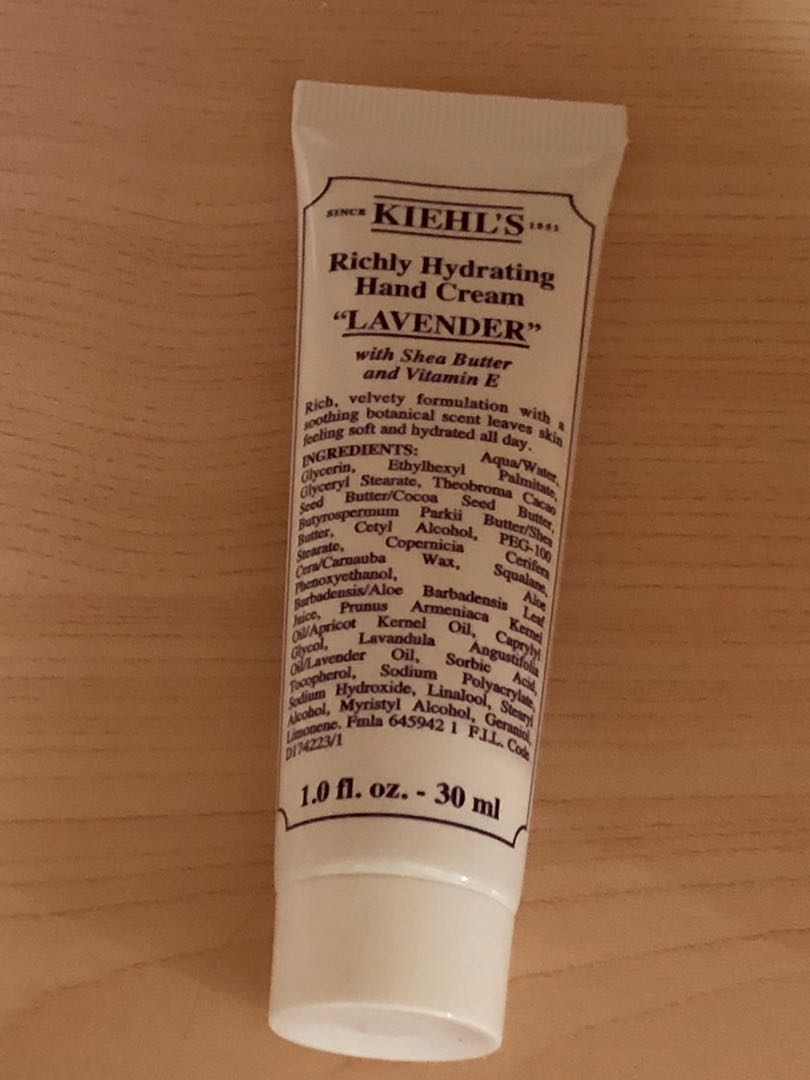 SINCE KIEHL'S 1851
Richly Hydrating
Hand Cream
“LAVENDER”
with Shea Butter
and Vitamin E
Rich, velvety formulation with a
soothing botanical scent leaves skin
feeling soft and hydrated all day.
INGREDIENTS: Aqua/Water,
Glycerin, Ethylhexyl Palmitate,
Glyceryl Stearate, Theobroma Cacao
Seed Butter/Cocoa Seed Butter,
Butyrospermum Parkii Butter/Shea
Butter, Cetyl Alcohol, PEG-100
Stearate, Copernicia Cerifera
Cera/Carnauba Wax, Squalane,
Phenoxyethanol, Aloe
Barbadensis/Aloe Barbadensis Leaf
Juice, Prunus Armeniaca Kernel
Oil/Apricot Kernel Oil, Caprylyl
Glycol, Lavandula Angustifolia
Oil/Lavender Oil, Sorbic Acid,
Tocopherol, Sodium Polyacrylate,
Sodium Hydroxide, Linalool, Stearyl
Alcohol, Myristyl Alcohol, Geraniol,
Limonene. Fmla 645942 1 F.I.L. Code
D174223/1
1.0 fl. oz. - 30 ml